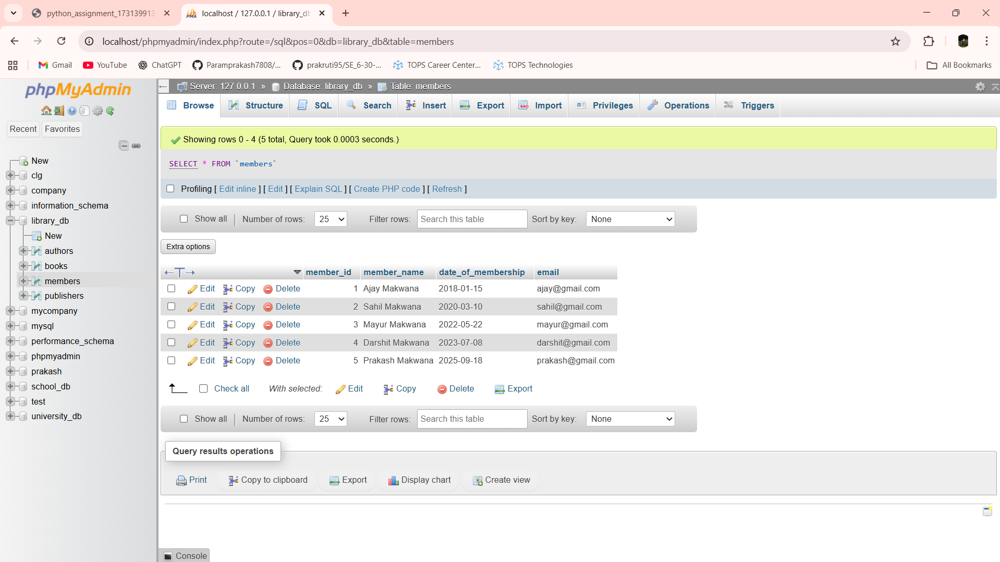 python_assignment_173139913
localhost / 127.0.0.1 / library_db
localhost/phpmyadmin/index.php?route=/sql&pos=0&db=library_db&table=members
Gmail YouTube ChatGPT Paramprakash7808/... prakruti95/SE_6-30-... TOPS Career Center... TOPS Technologies All Bookmarks
phpMyAdmin
Recent Favorites
New
clg
company
information_schema
library_db
New
authors
books
members
publishers
mycompany
mysql
performance_schema
phpmyadmin
prakash
school_db
test
university_db
Server: 127.0.0.1 » Database: library_db » Table: members
Browse Structure SQL Search Insert Export Import Privileges Operations Triggers
Showing rows 0 - 4 (5 total, Query took 0.0003 seconds.)
SELECT * FROM `members`
Profiling [ Edit inline ] [ Edit ] [ Explain SQL ] [ Create PHP code ] [ Refresh ]
Show all Number of rows: 25 Filter rows: Search this table Sort by key: None
Extra options
member_id member_name date_of_membership email
Edit Copy Delete 1 Ajay Makwana 2018-01-15 ajay@gmail.com
Edit Copy Delete 2 Sahil Makwana 2020-03-10 sahil@gmail.com
Edit Copy Delete 3 Mayur Makwana 2022-05-22 mayur@gmail.com
Edit Copy Delete 4 Darshit Makwana 2023-07-08 darshit@gmail.com
Edit Copy Delete 5 Prakash Makwana 2025-09-18 prakash@gmail.com
Check all With selected: Edit Copy Delete Export
Show all Number of rows: 25 Filter rows: Search this table Sort by key: None
Query results operations
Print Copy to clipboard Export Display chart Create view
Console